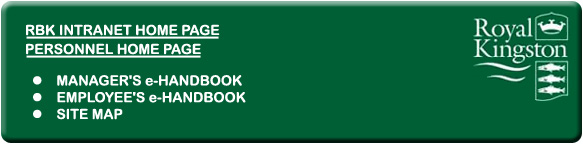 RBK INTRANET HOME PAGE
PERSONNEL HOME PAGE
MANAGER'S e-HANDBOOK
EMPLOYEE'S e-HANDBOOK
SITE MAP
Royal
Kingston